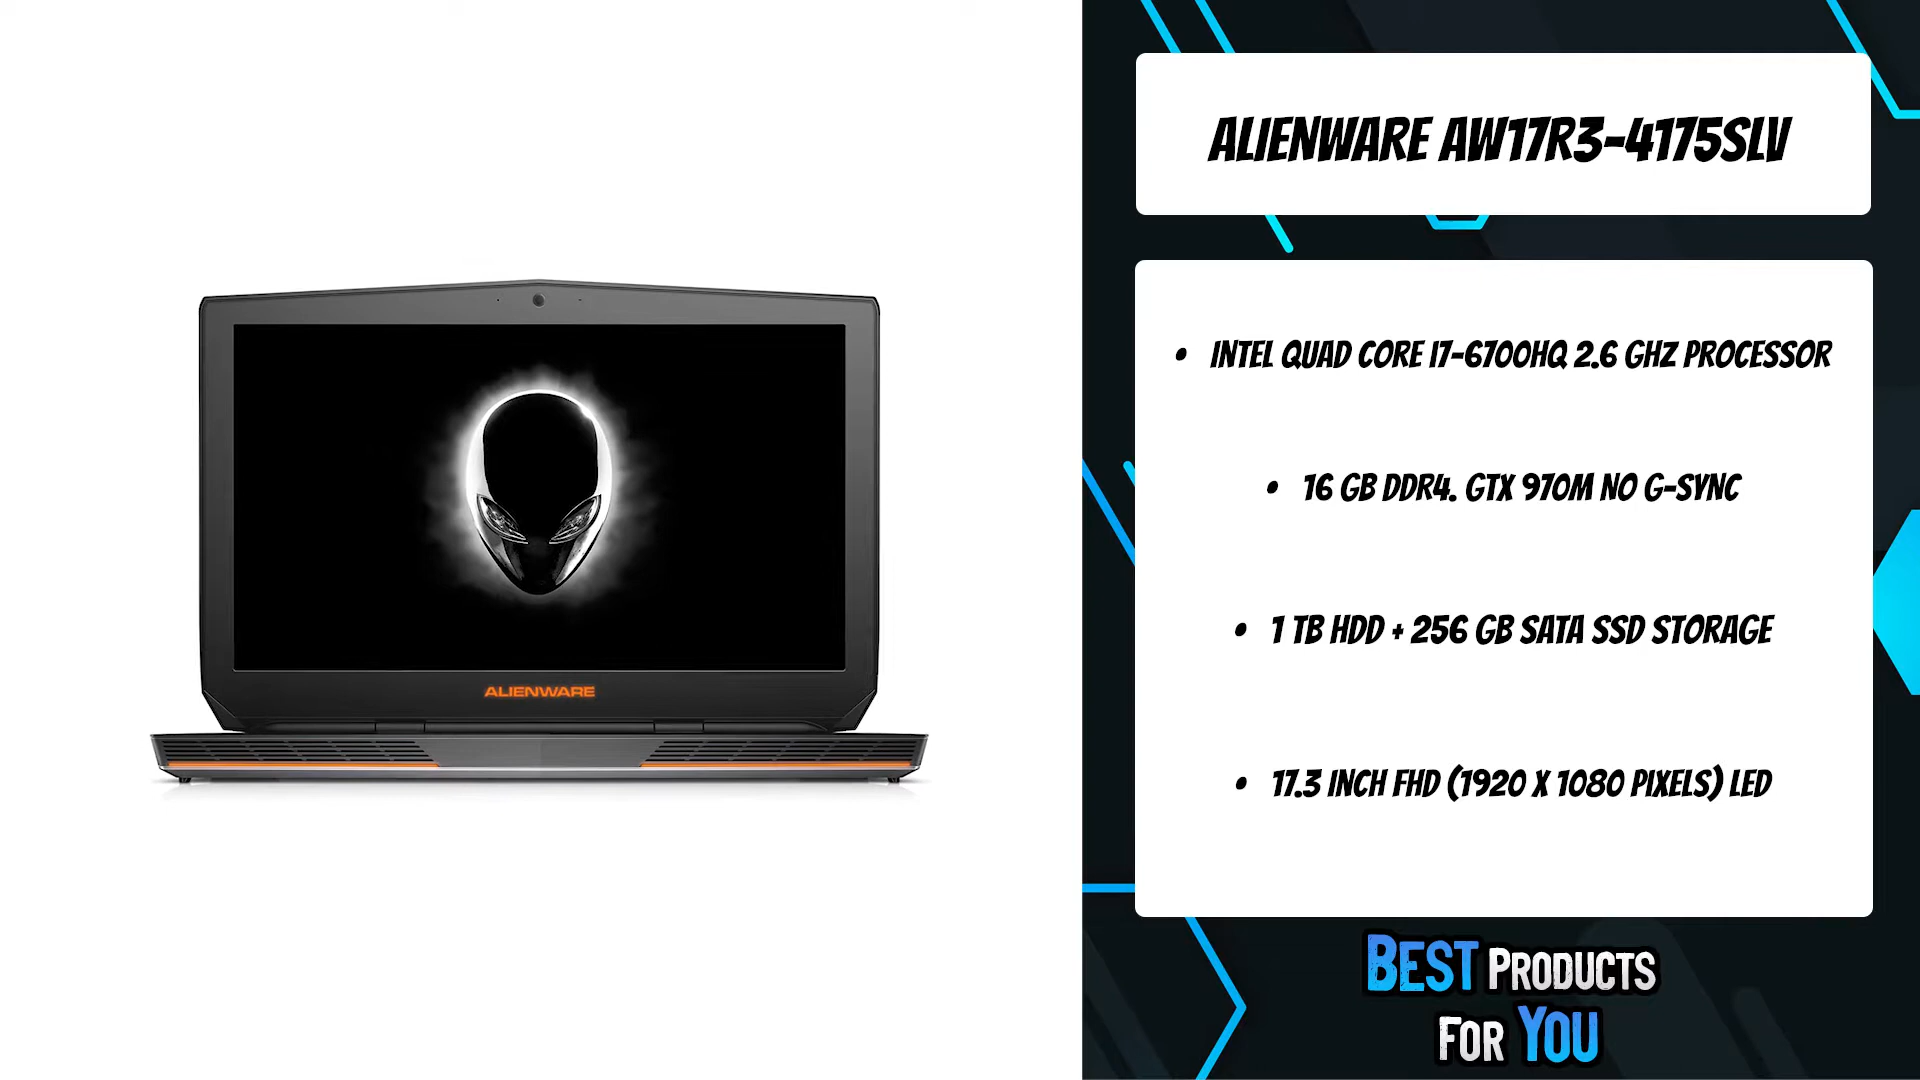 ALIENWARE AW17R3-4175SLV
• INTEL QUAD CORE I7-6700HQ 2.6 GHZ PROCESSOR
• 16 GB DDR4. GTX 970M NO G-SYNC
• 1 TB HDD + 256 GB SATA SSD STORAGE
• 17.3 INCH FHD (1920 X 1080 PIXELS) LED
ALIENWARE
BEST PRODUCTS
FOR YOU